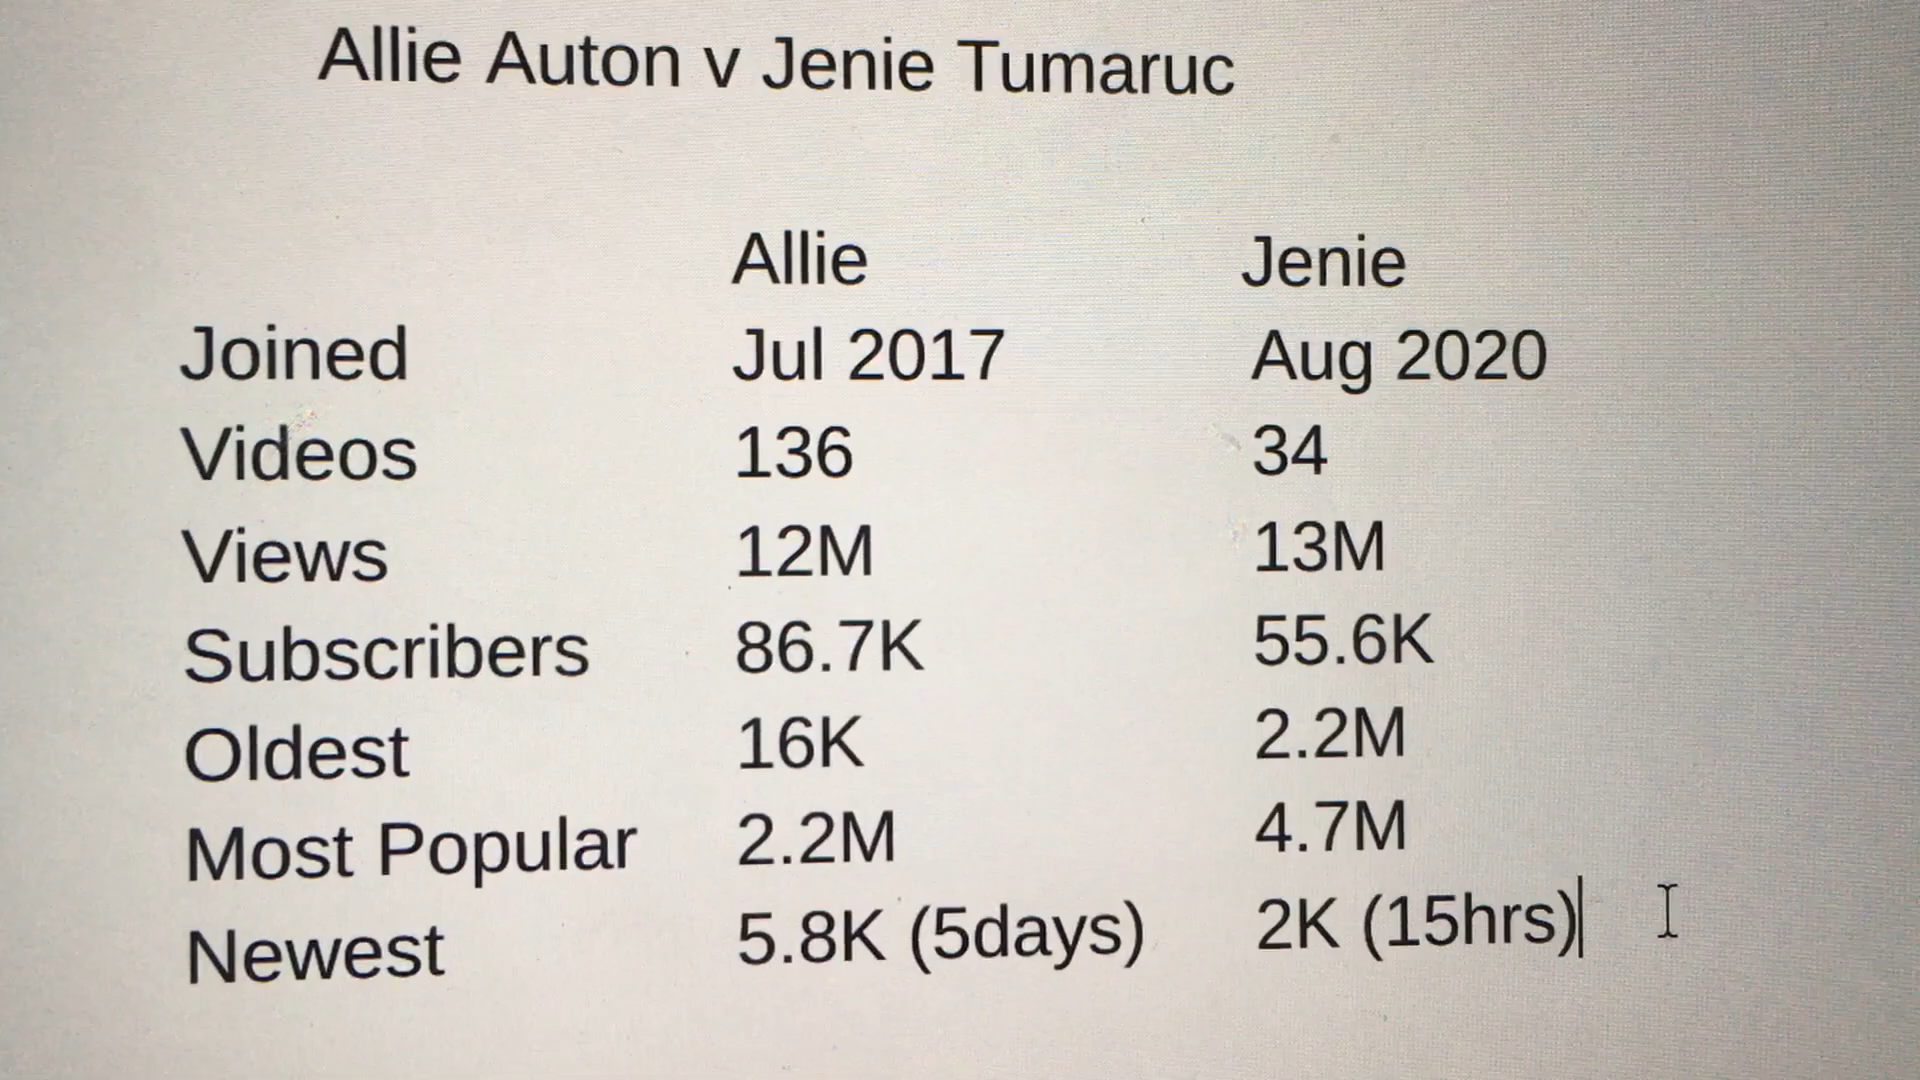 Allie Auton v Jenie Tumaruc
Allie Jenie
Joined Jul 2017 Aug 2020
Videos 136 34
Views 12M 13M
Subscribers 86.7K 55.6K
Oldest 16K 2.2M
Most Popular 2.2M 4.7M
Newest 5.8K (5days) 2K (15hrs)